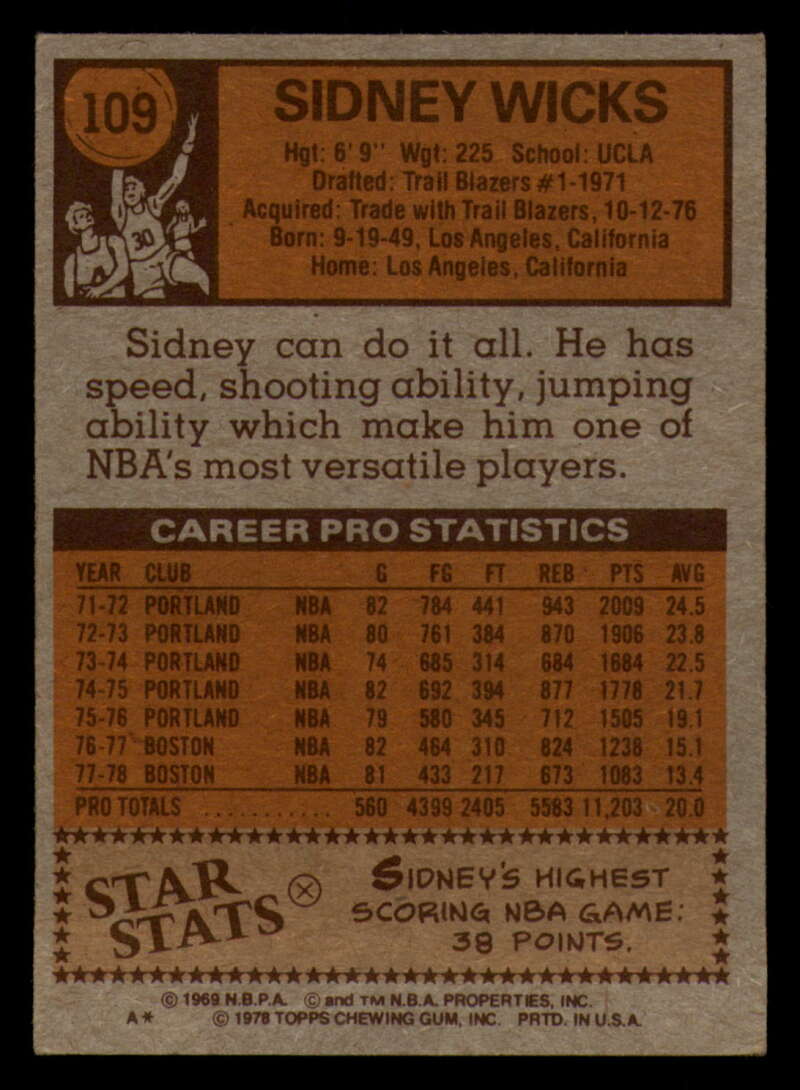 109
SIDNEY WICKS
Hgt: 6' 9" Wgt: 225 School: UCLA
Drafted: Trail Blazers #1-1971
Acquired: Trade with Trail Blazers, 10-12-76
Born: 9-19-49, Los Angeles, California
Home: Los Angeles, California
30
Sidney can do it all. He has
speed, shooting ability, jumping
ability which make him one of
NBA's most versatile players.
CAREER PRO STATISTICS
YEAR CLUB G FG FT REB PTS AVG
71-72 PORTLAND NBA 82 784 441 943 2009 24.5
72-73 PORTLAND NBA 80 761 384 870 1906 23.8
73-74 PORTLAND NBA 74 685 314 684 1684 22.5
74-75 PORTLAND NBA 82 692 394 877 1778 21.7
75-76 PORTLAND NBA 79 580 345 712 1505 19.1
76-77 BOSTON NBA 82 464 310 824 1238 15.1
77-78 BOSTON NBA 81 433 217 673 1083 13.4
PRO TOTALS ........... 560 4399 2405 5583 11,203 20.0
STAR STATS
SIDNEY'S HIGHEST
SCORING NBA GAME:
38 POINTS.
© 1969 N.B.P.A. © and TM N.B.A. PROPERTIES, INC.
A* © 1978 TOPPS CHEWING GUM, INC. PRTD. IN U.S.A.